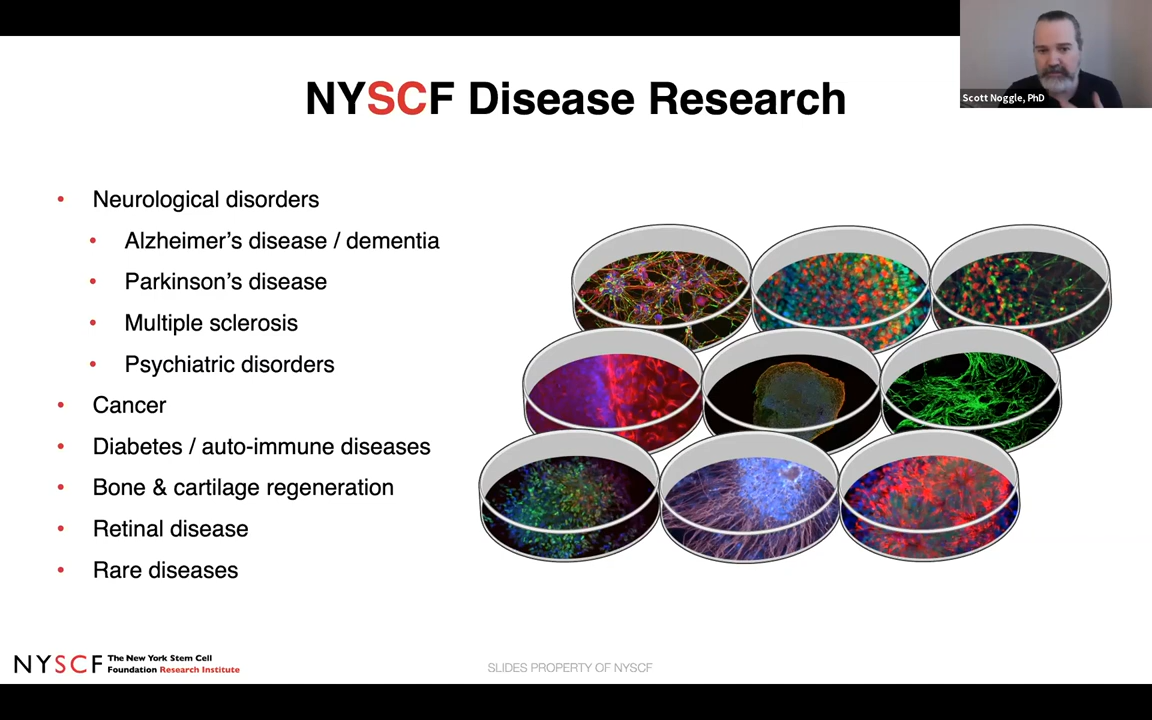 Scott Noggle, PhD
NYSCF Disease Research
• Neurological disorders
• Alzheimer’s disease / dementia
• Parkinson’s disease
• Multiple sclerosis
• Psychiatric disorders
• Cancer
• Diabetes / auto-immune diseases
• Bone & cartilage regeneration
• Retinal disease
• Rare diseases
NYSCF The New York Stem Cell
Foundation Research Institute
SLIDES PROPERTY OF NYSCF